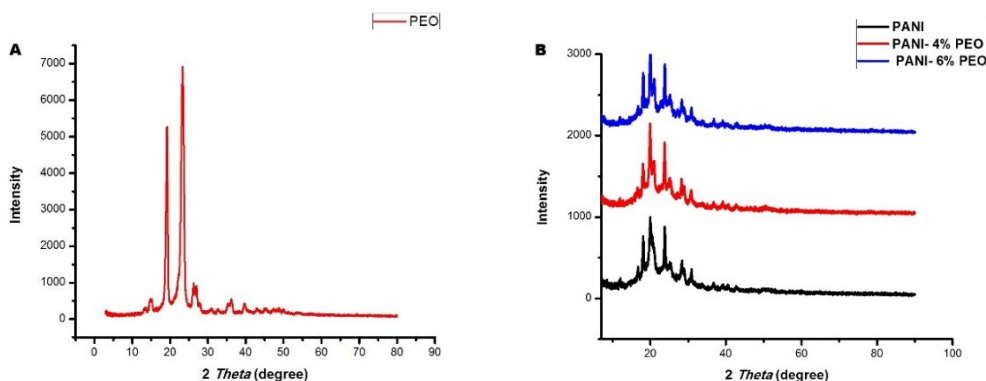 A
PEO
Intensity
7000
6000
5000
4000
3000
2000
1000
0
0 10 20 30 40 50 60 70 80 90
2 Theta (degree)
B
PANI
PANI- 4% PEO
PANI- 6% PEO
Intensity
3000
2000
1000
0
20 40 60 80 100
2 Theta (degree)